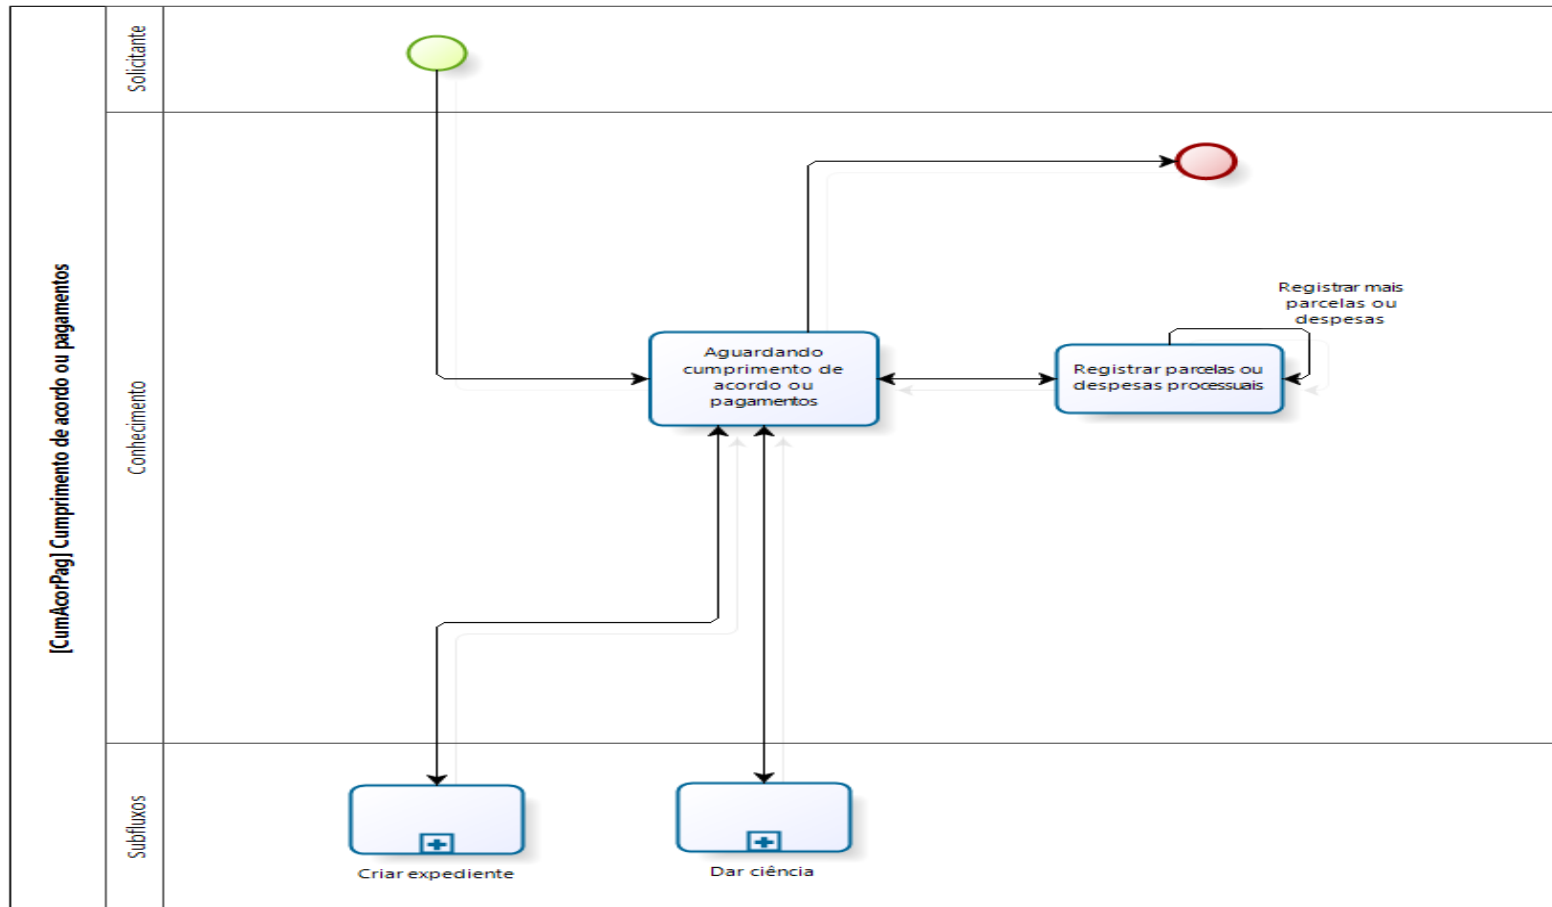 [CumAcorPag] Cumprimento de acordo ou pagamentos
Solicitante
Conhecimento
Aguardando
cumprimento de
acordo ou
pagamentos
Registrar mais
parcelas ou
despesas
Registrar parcelas ou
despesas processuais
Subfluxos
Criar expediente
Dar ciência